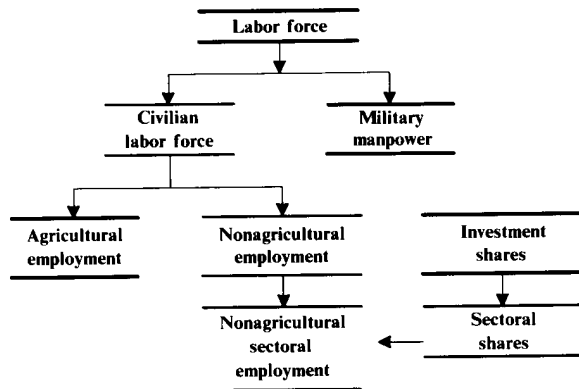 Labor force
Civilian
labor force
Military
manpower
Agricultural
employment
Nonagricultural
employment
Investment
shares
Nonagricultural
sectoral
employment
Sectoral
shares